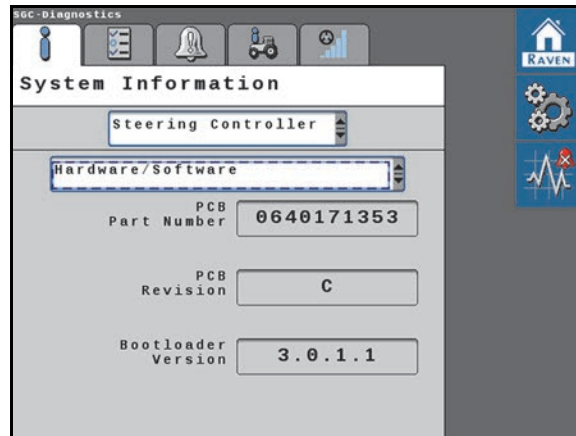 SGC-Diagnostics
RAVEN
System Information
Steering Controller
Hardware/Software
PCB
Part Number
0640171353
PCB
Revision
C
Bootloader
Version
3.0.1.1